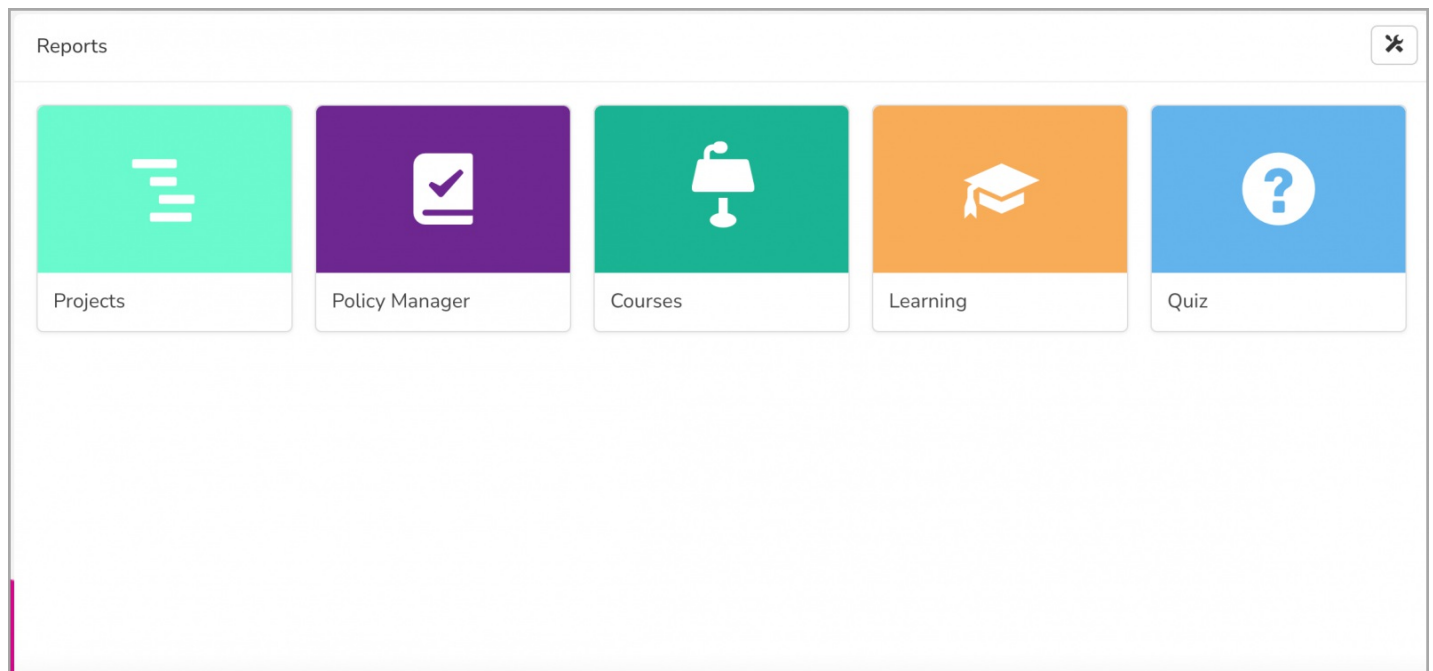 Reports
Projects
Policy Manager
Courses
Learning
Quiz